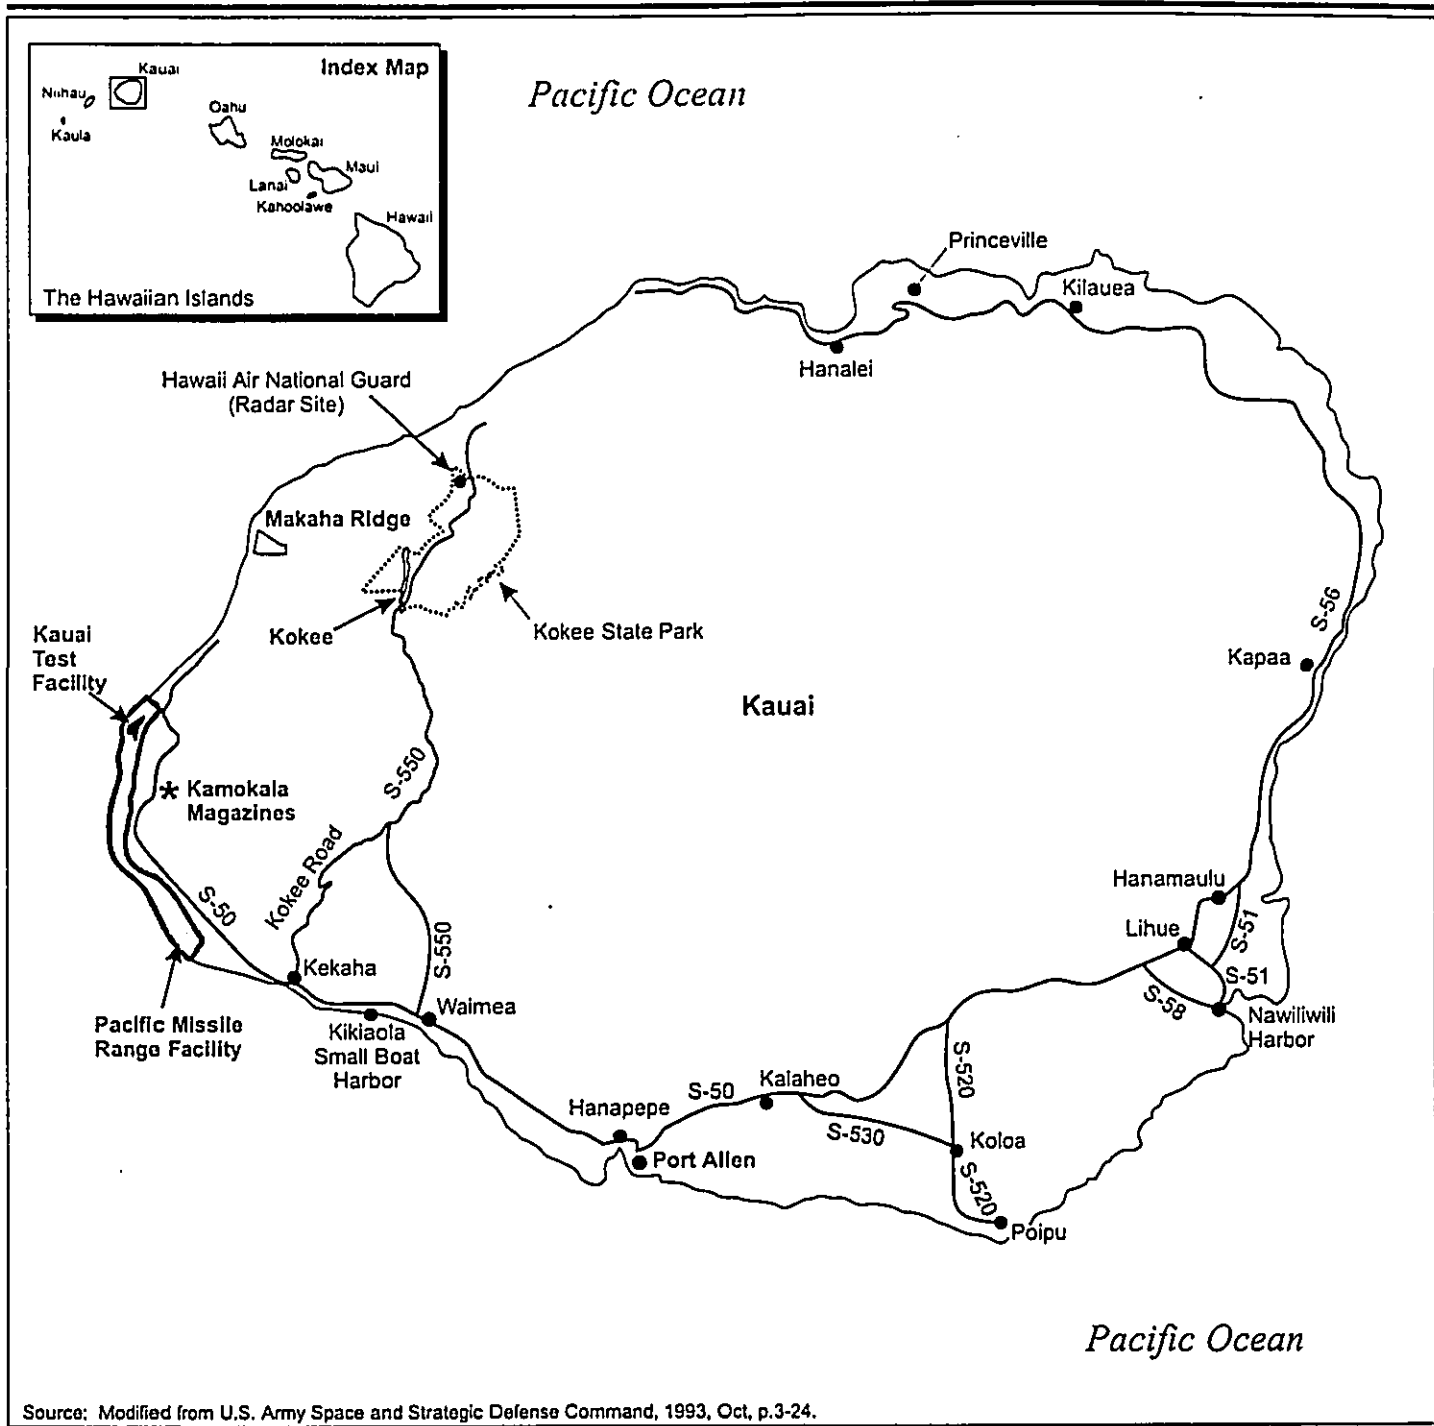 Index Map
Kauai
Niihau
Kaula
Oahu
Molokai
Lanai
Maui
Kahoolawe
Hawaii
The Hawaiian Islands
Pacific Ocean
Princeville
Kilauea
Hanalei
Hawaii Air National Guard
(Radar Site)
Makaha Ridge
Kokee
Kokee State Park
Kauai
Test
Facility
S-56
Kapaa
Kauai
S-550
Kamokala
Magazines
Kokee Road
S-50
S-550
Hanamaulu
Lihue
S-51
S-51
S-58
Nawiliwili
Harbor
Kekaha
Waimea
Pacific Missile
Range Facility
Kikiaola
Small Boat
Harbor
Hanapepe
Port Allen
S-50
Kalaheo
S-530
S-520
Koloa
S-520
Poipu
Pacific Ocean
Source: Modified from U.S. Army Space and Strategic Defense Command, 1993, Oct, p.3-24.